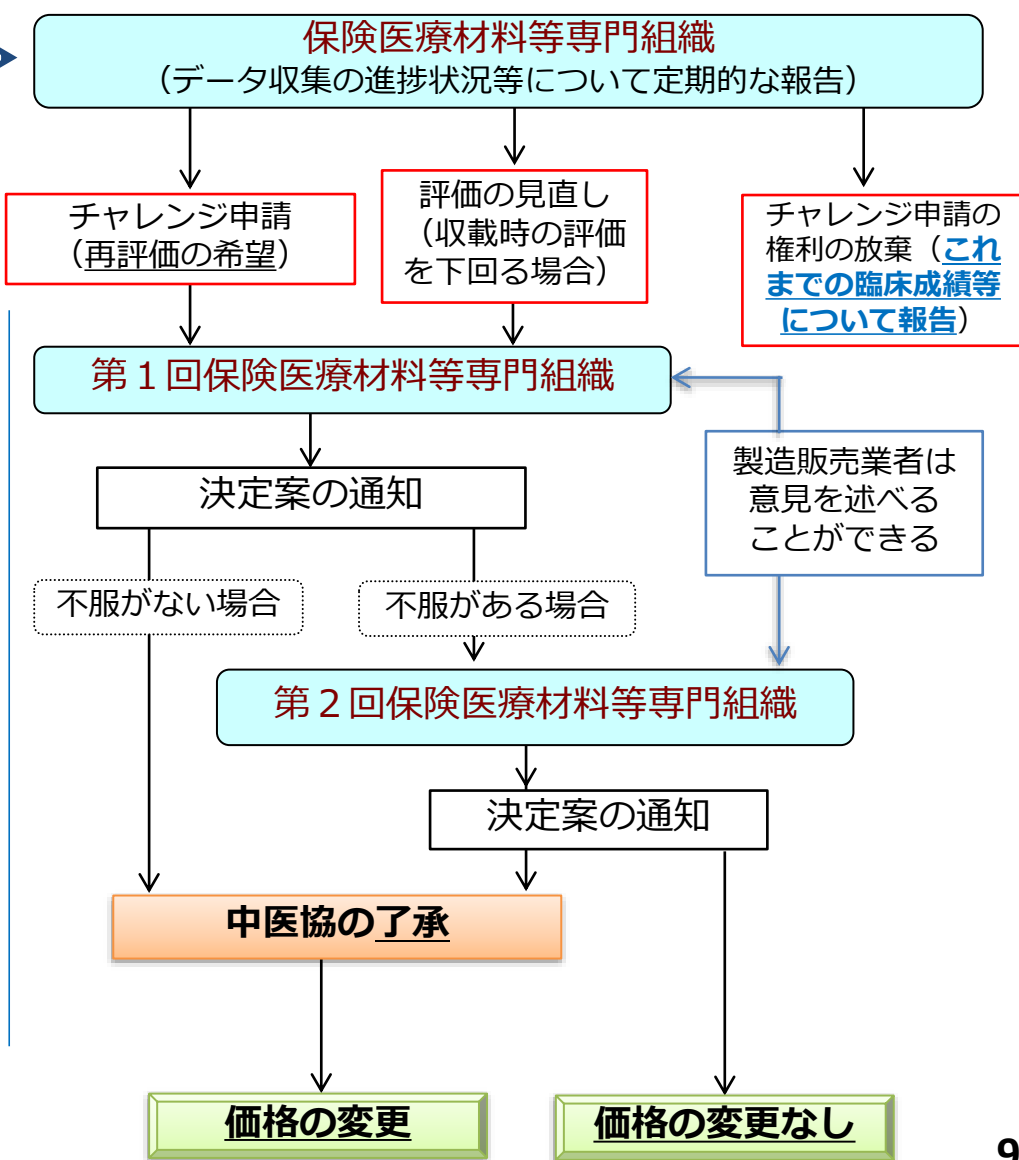 保険医療材料等専門組織
（データ収集の進捗状況等について定期的な報告）
チャレンジ申請
（再評価の希望）
評価の見直し
（収載時の評価
を下回る場合）
チャレンジ申請の
権利の放棄（これ
までの臨床成績等
について報告）
第１回保険医療材料等専門組織
決定案の通知
製造販売業者は
意見を述べる
ことができる
不服がない場合
不服がある場合
第２回保険医療材料等専門組織
決定案の通知
中医協の了承
価格の変更
価格の変更なし
9